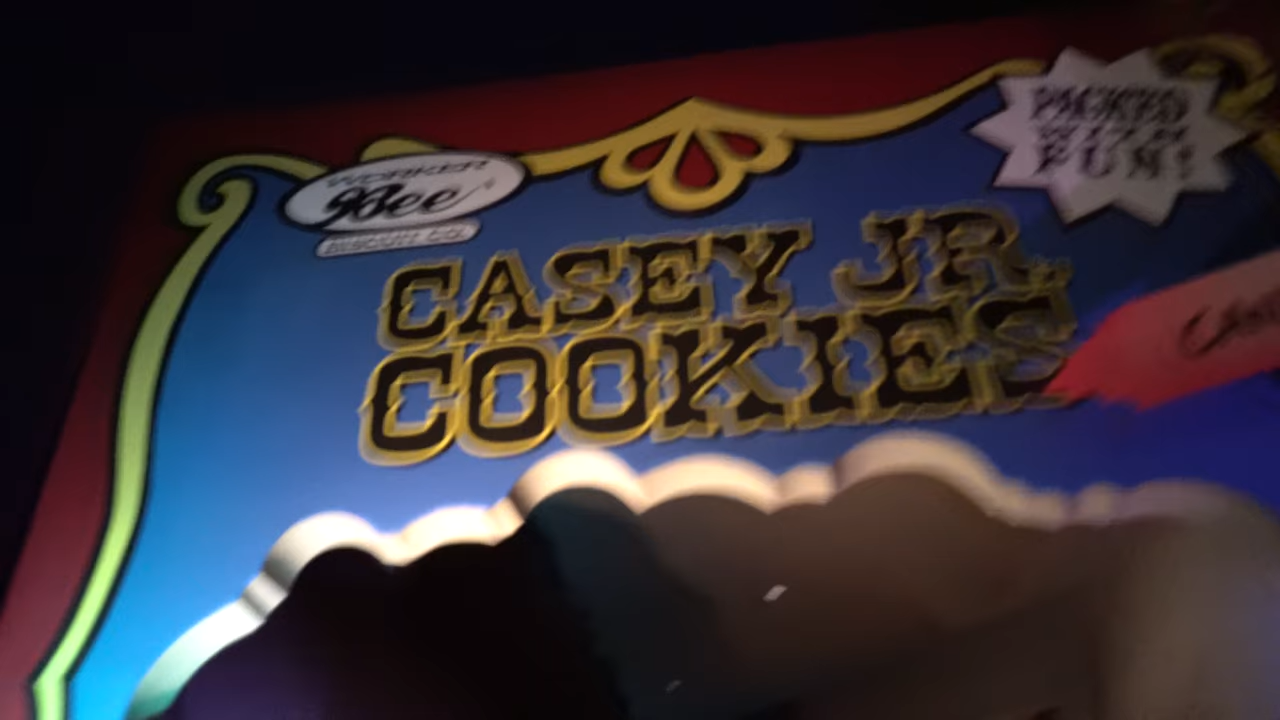 WORKER
Bee
BISCUIT CO.
PACKED
WITH
FUN!
CASEY JR.
COOKIES